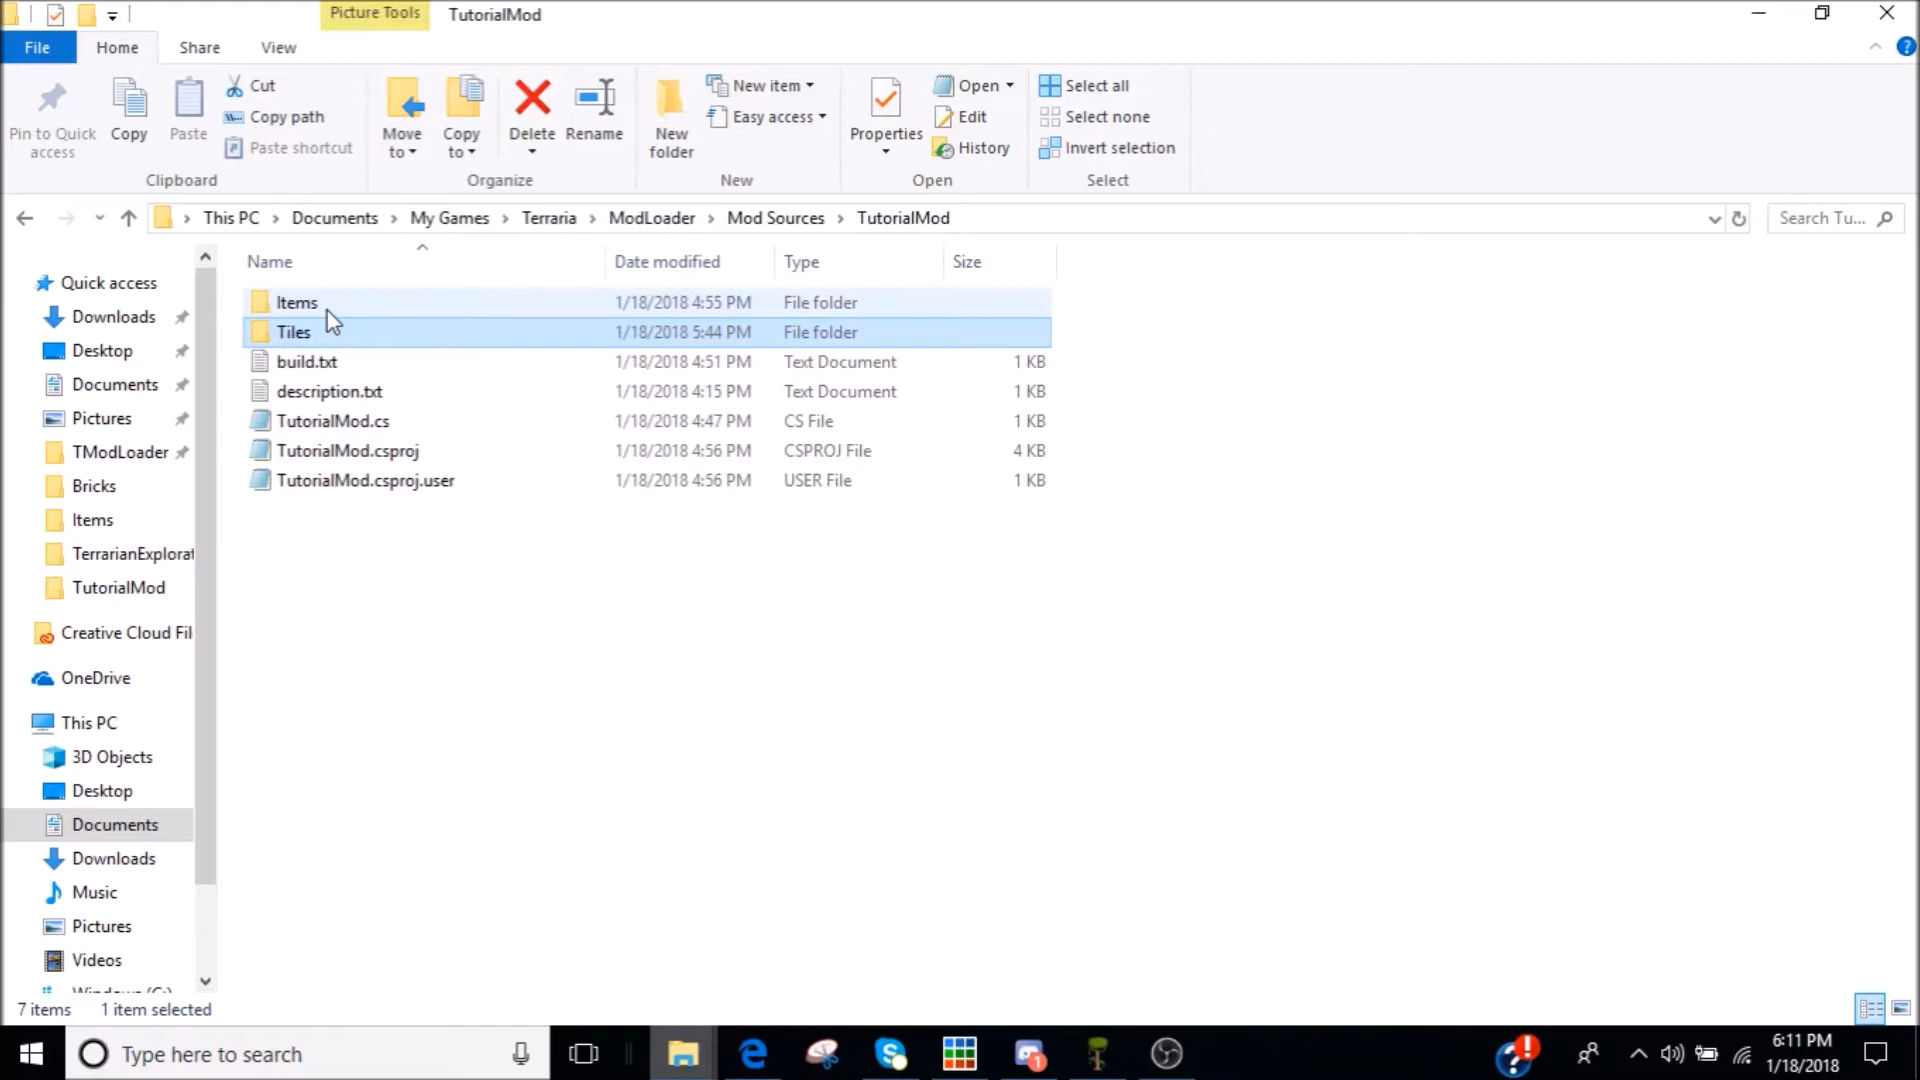 Picture Tools TutorialMod
File Home Share View
Pin to Quick access
Copy
Paste
Cut
Copy path
Paste shortcut
Clipboard
Move to
Copy to
Delete
Rename
Organize
New folder
New item
Easy access
New
Properties
Open
Edit
History
Open
Select all
Select none
Invert selection
Select
This PC > Documents > My Games > Terraria > ModLoader > Mod Sources > TutorialMod
Search Tu...
Quick access
Downloads
Desktop
Documents
Pictures
TModLoader
Bricks
Items
TerrarianExplorat
TutorialMod
Creative Cloud Fil
OneDrive
This PC
3D Objects
Desktop
Documents
Downloads
Music
Pictures
Videos
Name Date modified Type Size
Items 1/18/2018 4:55 PM File folder
Tiles 1/18/2018 5:44 PM File folder
build.txt 1/18/2018 4:51 PM Text Document 1 KB
description.txt 1/18/2018 4:15 PM Text Document 1 KB
TutorialMod.cs 1/18/2018 4:47 PM CS File 1 KB
TutorialMod.csproj 1/18/2018 4:56 PM CSPROJ File 4 KB
TutorialMod.csproj.user 1/18/2018 4:56 PM USER File 1 KB
7 items 1 item selected
Type here to search
1
6:11 PM
1/18/2018